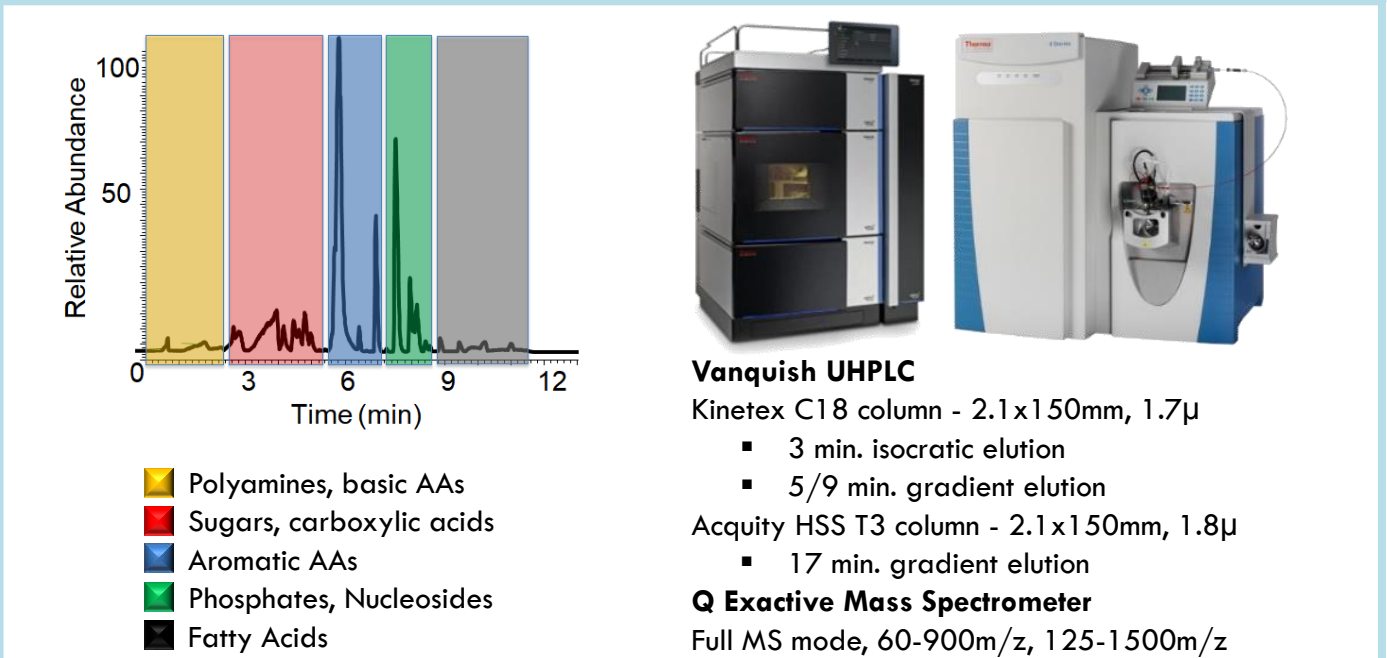 100
50
Relative Abundance
0
3
6
9
12
Time (min)
Polyamines, basic AAs
Sugars, carboxylic acids
Aromatic AAs
Phosphates, Nucleosides
Fatty Acids
Thermo
Vanquish UHPLC
Kinetex C18 column - 2.1x150mm, 1.7µ
▪ 3 min. isocratic elution
▪ 5/9 min. gradient elution
Acquity HSS T3 column - 2.1x150mm, 1.8µ
▪ 17 min. gradient elution
Q Exactive Mass Spectrometer
Full MS mode, 60-900m/z, 125-1500m/z